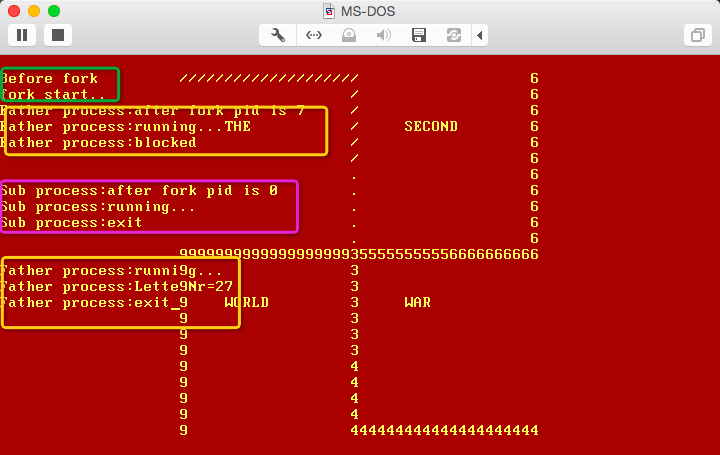 MS-DOS
Before fork /////////////////​/// 6
fork start.. / 6
Father process:after fork pid is 7 / 6
Father process:running...THE / SECOND 6
Father process:blocked / 6
/ 6
. 6
Sub process:after fork pid is 0 . 6
Sub process:running... . 6
Sub process:exit . 6
. 6
9999999999999999999355555555556666666666
Father process:runni9g... 3
Father process:Lette9Nr=27 3
Father process:exit_9 WORLD 3 WAR
9 3
9 3
9 3
9 4
9 4
9 4
9 4
9 444444444444444444444